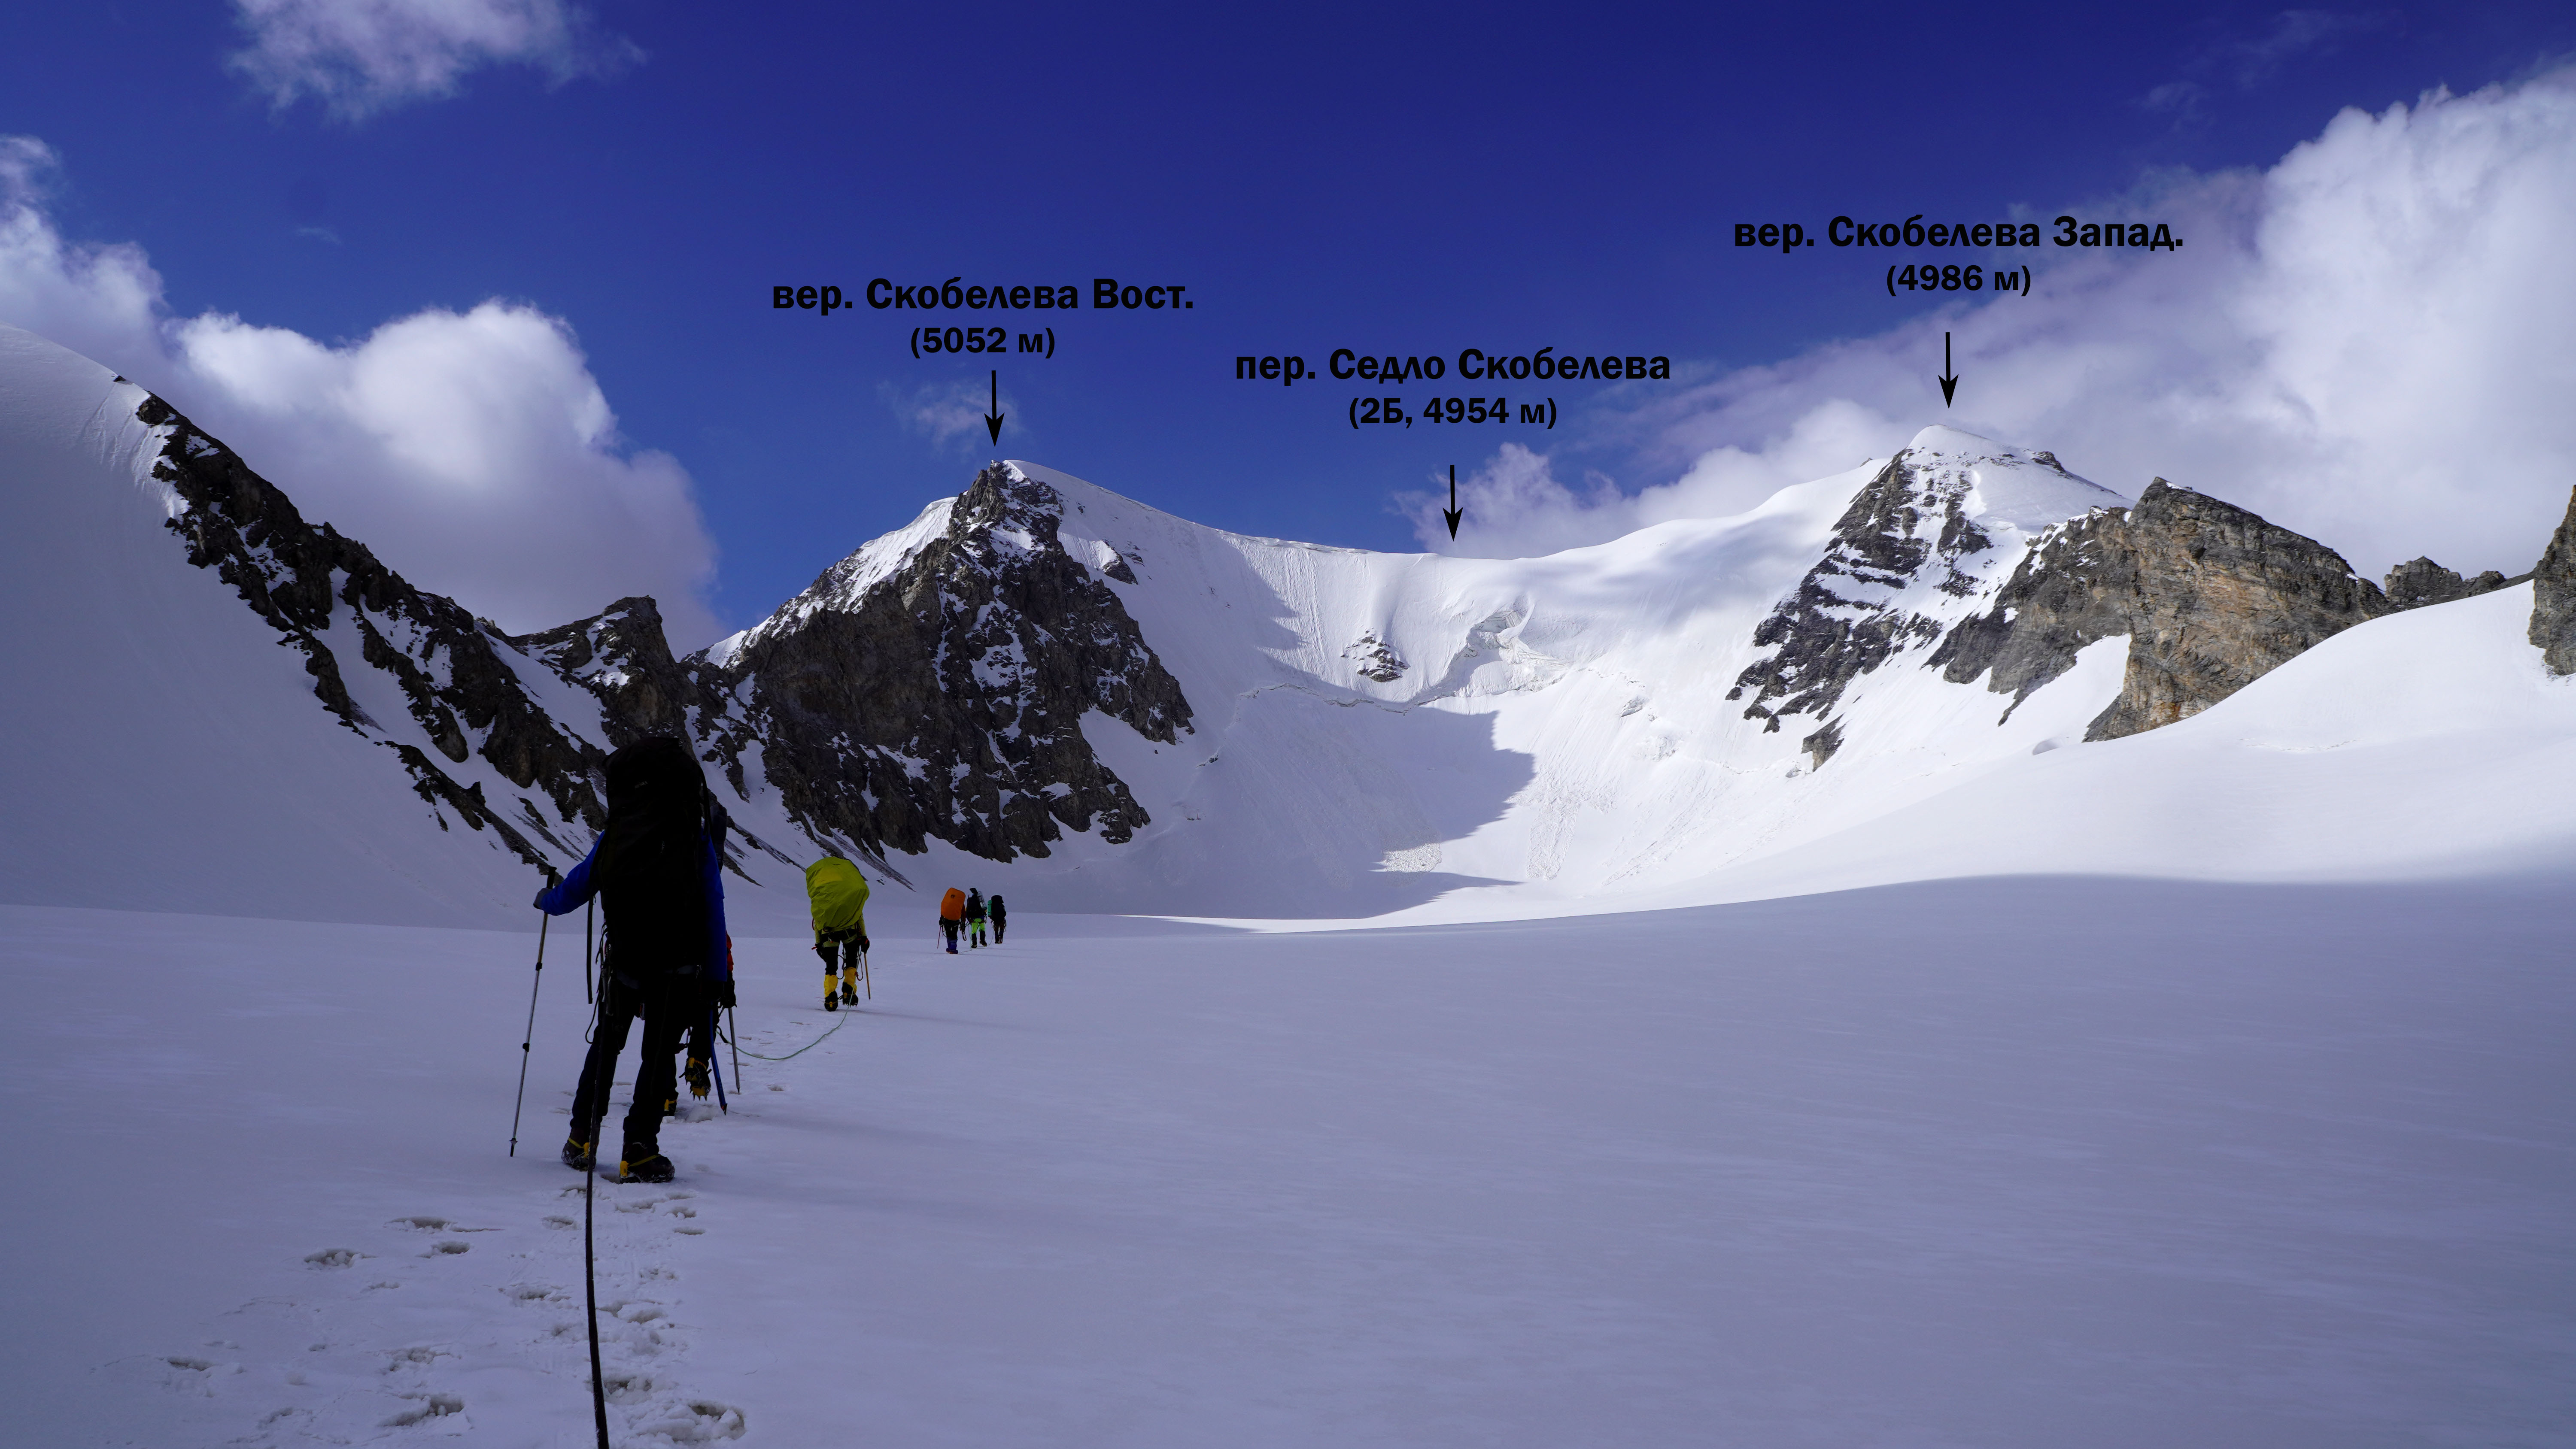 вер. Скобелева Вост.
(5052 м)
пер. Седло Скобелева
(2Б, 4954 м)
вер. Скобелева Запад.
(4986 м)